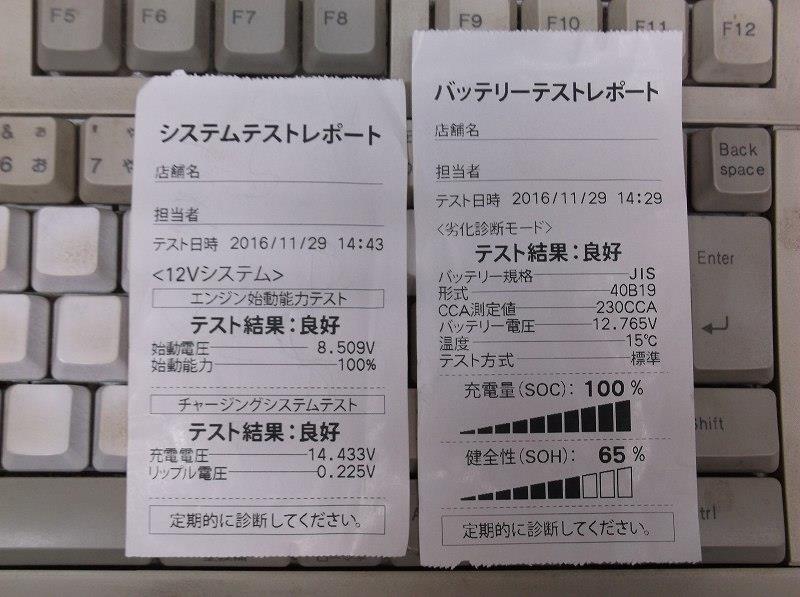 F5
F6
F7
F8
F9
F10
F11
F12
& ぉ
6 お
' ゃ
7 や
Back
space
Enter
システムテストレポート
店舗名
担当者
テスト日時 2016/11/29 14:43
<12Vシステム>
エンジン始動能力テスト
テスト結果:良好
始動電圧 8.509V
始動能力 100%
チャージングシステムテスト
テスト結果:良好
充電電圧 14.433V
リップル電圧 0.225V
定期的に診断してください。
バッテリーテストレポート
店舗名
担当者
テスト日時 2016/11/29 14:29
<劣化診断モード>
テスト結果:良好
バッテリー規格 JIS
形式 40B19
CCA測定値 230CCA
バッテリー電圧 12.765V
温度 15℃
テスト方式 標準
充電量(SOC): 100 %
健全性(SOH): 65 %
定期的に診断してください。
hift
trl